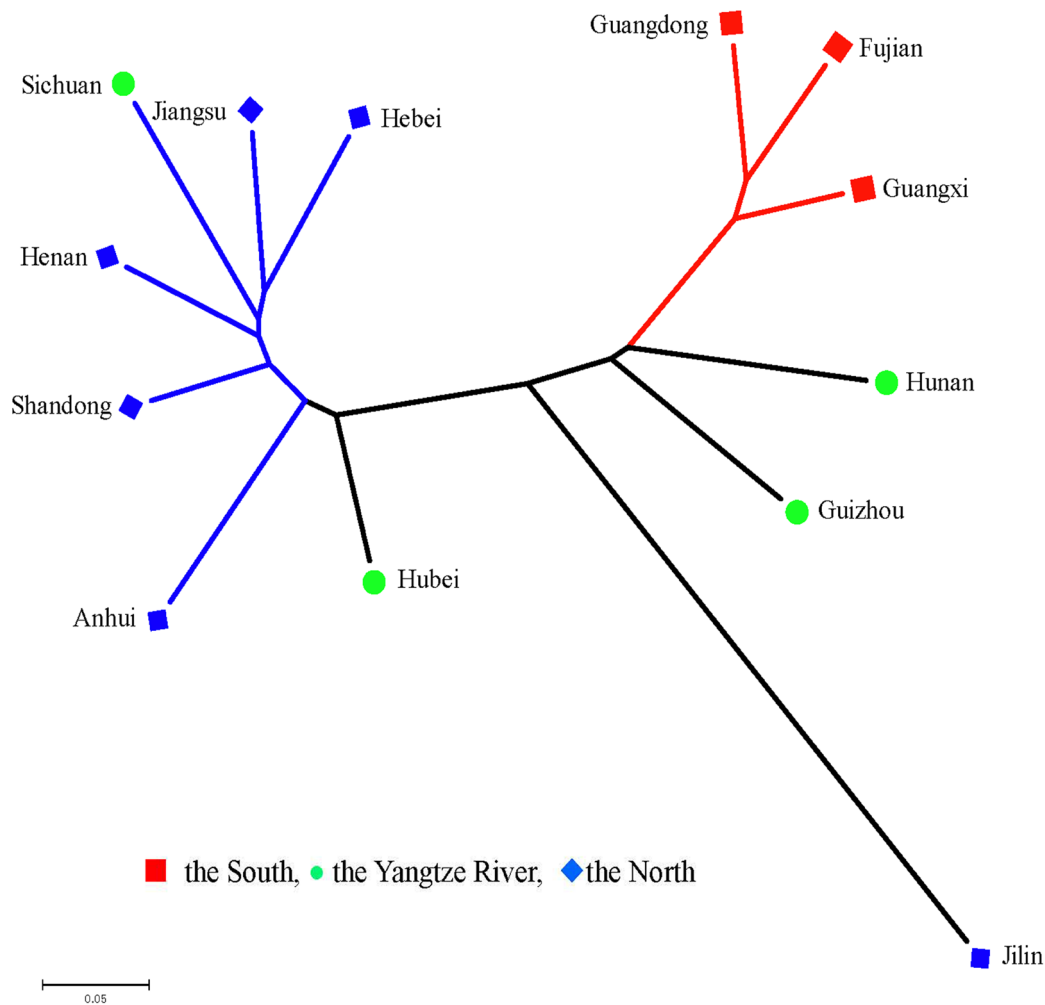 Guangdong
Fujian
Sichuan
Jiangsu
Hebei
Guangxi
Henan
Hunan
Shandong
Guizhou
Hubei
Anhui
the South, the Yangtze River, the North
Jilin
0.05